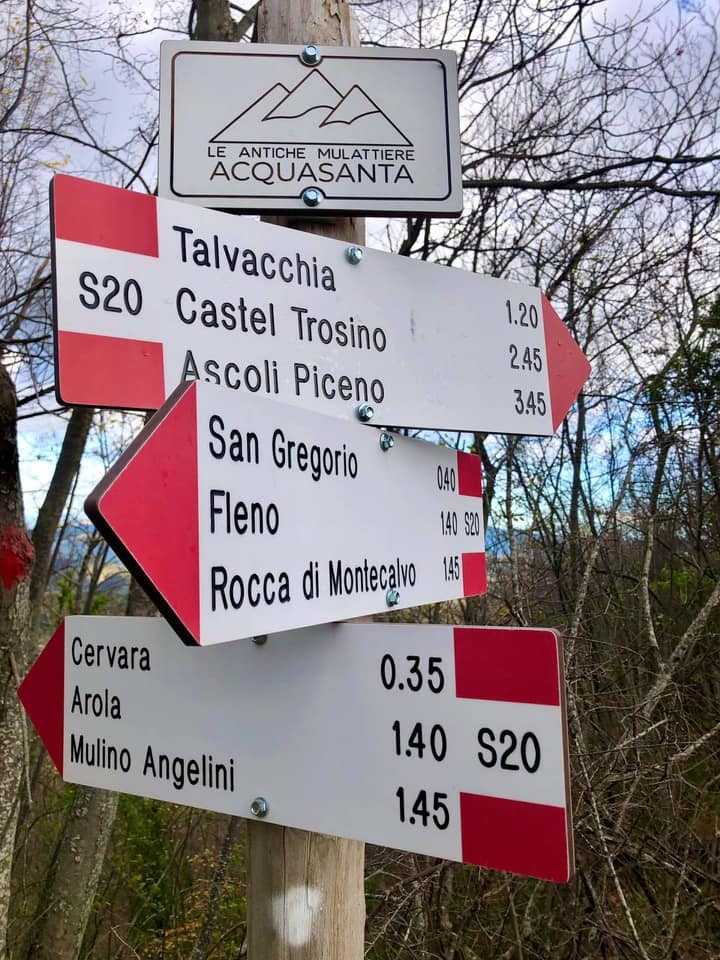 LE ANTICHE MULATTIERE
ACQUASANTA
S20
Talvacchia 1.20
Castel Trosino 2.45
Ascoli Piceno 3.45
San Gregorio 0.40
Fleno 1.40 S20
Rocca di Montecalvo 1.45
Cervara 0.35
Arola 1.40
Mulino Angelini 1.45
S20